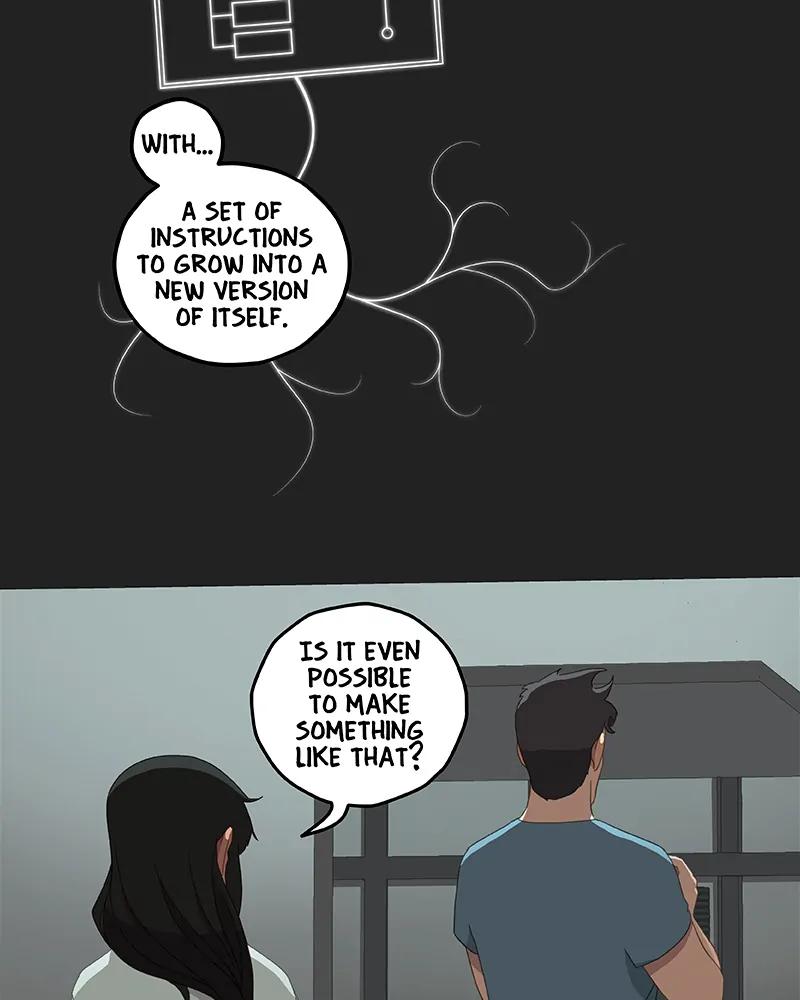 WITH...
A SET OF
INSTRUCTIONS
TO GROW INTO A
NEW VERSION
OF ITSELF.
IS IT EVEN
POSSIBLE
TO MAKE
SOMETHING
LIKE THAT?